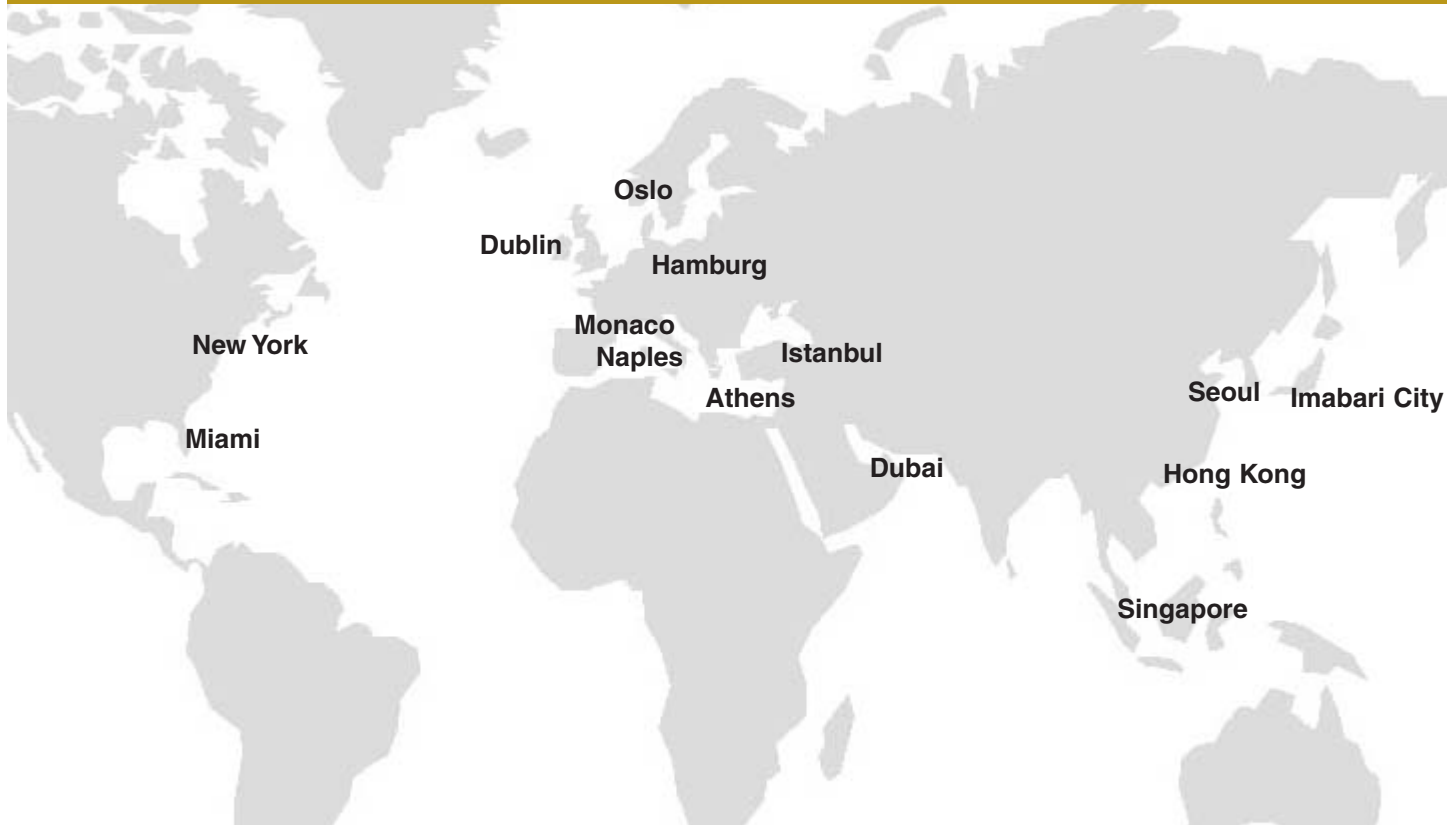 Oslo
Dublin
Hamburg
Monaco
New York
Naples
Istanbul
Athens
Seoul
Imabari City
Miami
Dubai
Hong Kong
Singapore